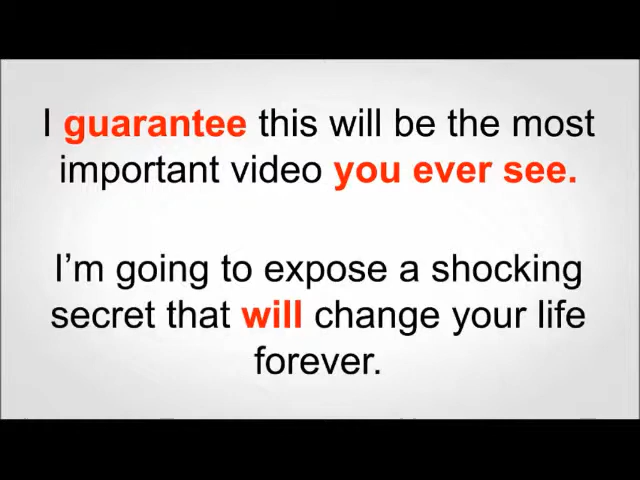 I guarantee this will be the most
important video you ever see.
I'm going to expose a shocking
secret that will change your life
forever.